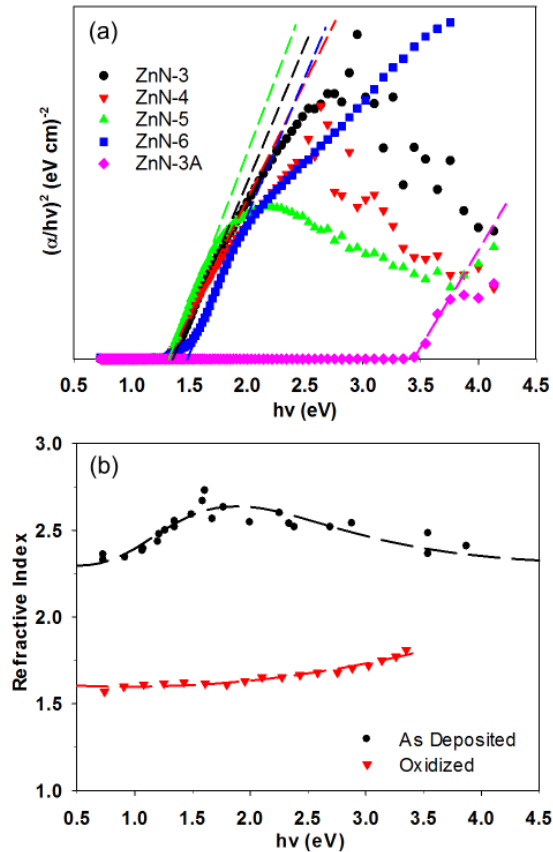 (a)
ZnN-3
ZnN-4
ZnN-5
ZnN-6
ZnN-3A
(α/hν)² (eV cm)⁻²
0.5 1.0 1.5 2.0 2.5 3.0 3.5 4.0 4.5
hν (eV)
(b)
3.0
2.5
2.0
1.5
1.0
Refractive Index
As Deposited
Oxidized
0.5 1.0 1.5 2.0 2.5 3.0 3.5 4.0 4.5
hν (eV)